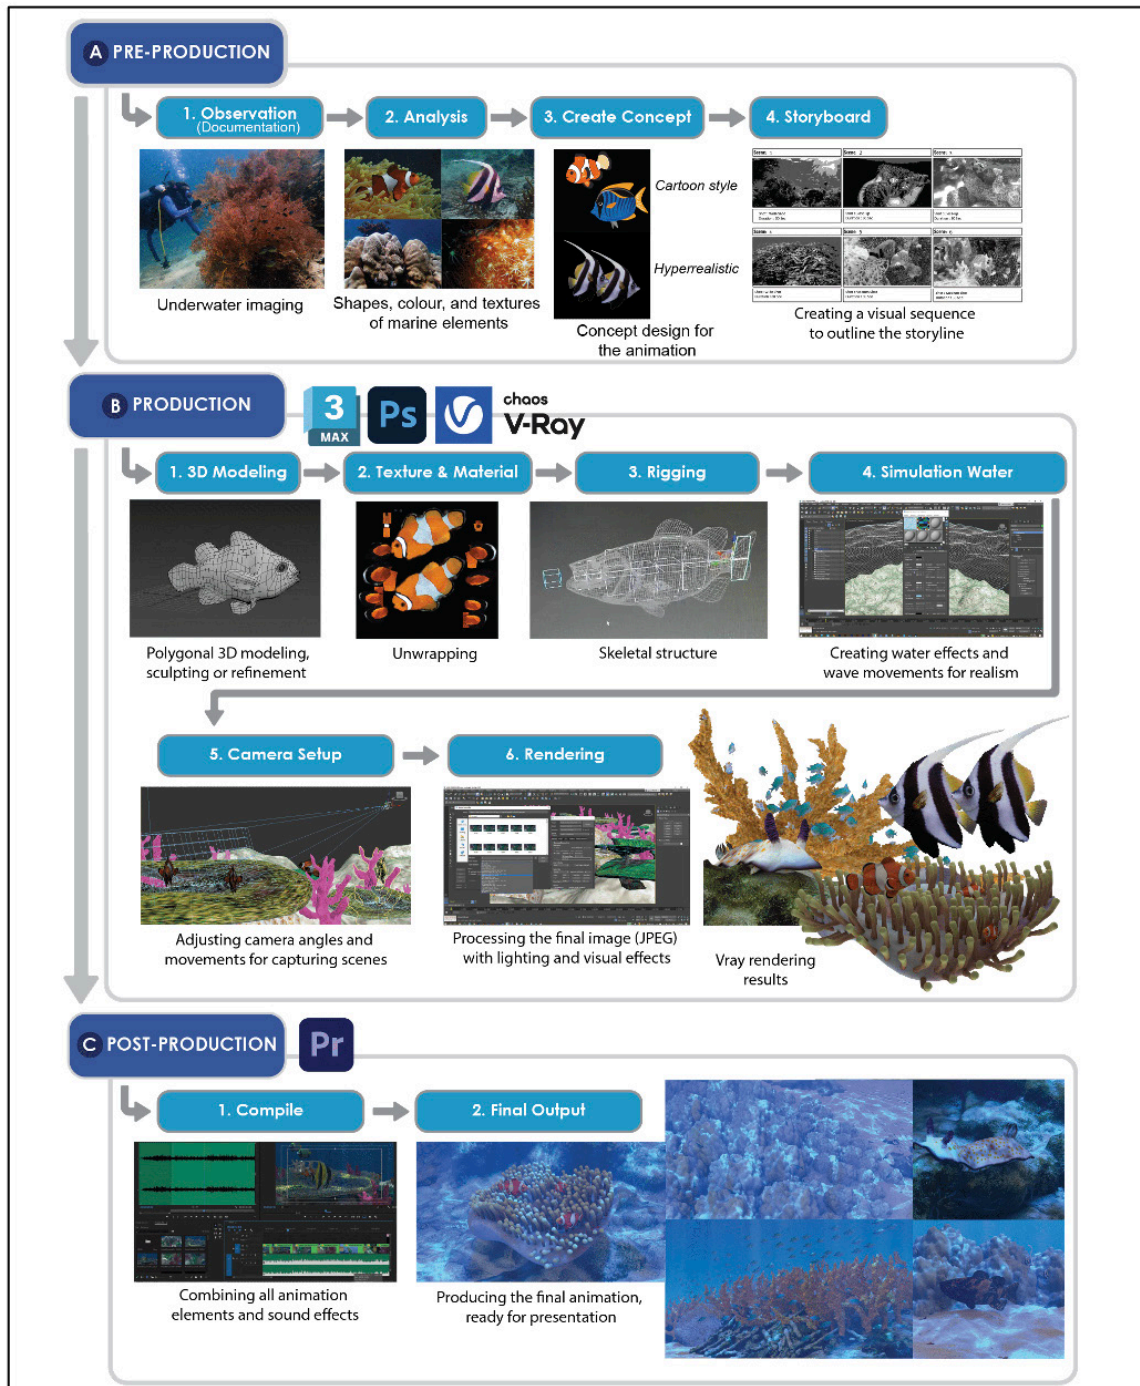 A PRE-PRODUCTION
1. Observation
(Documentation)
2. Analysis
3. Create Concept
4. Storyboard
Cartoon style
Hyperrealistic
Underwater imaging
Shapes, colour, and textures
of marine elements
Concept design for
the animation
Creating a visual sequence
to outline the storyline
B PRODUCTION
3
MAX
Ps
chaos
V-Ray
1. 3D Modeling
2. Texture & Material
3. Rigging
4. Simulation Water
Polygonal 3D modeling,
sculpting or refinement
Unwrapping
Skeletal structure
Creating water effects and
wave movements for realism
5. Camera Setup
6. Rendering
Adjusting camera angles and
movements for capturing scenes
Processing the final image (JPEG)
with lighting and visual effects
Vray rendering
results
C POST-PRODUCTION
Pr
1. Compile
2. Final Output
Combining all animation
elements and sound effects
Producing the final animation,
ready for presentation